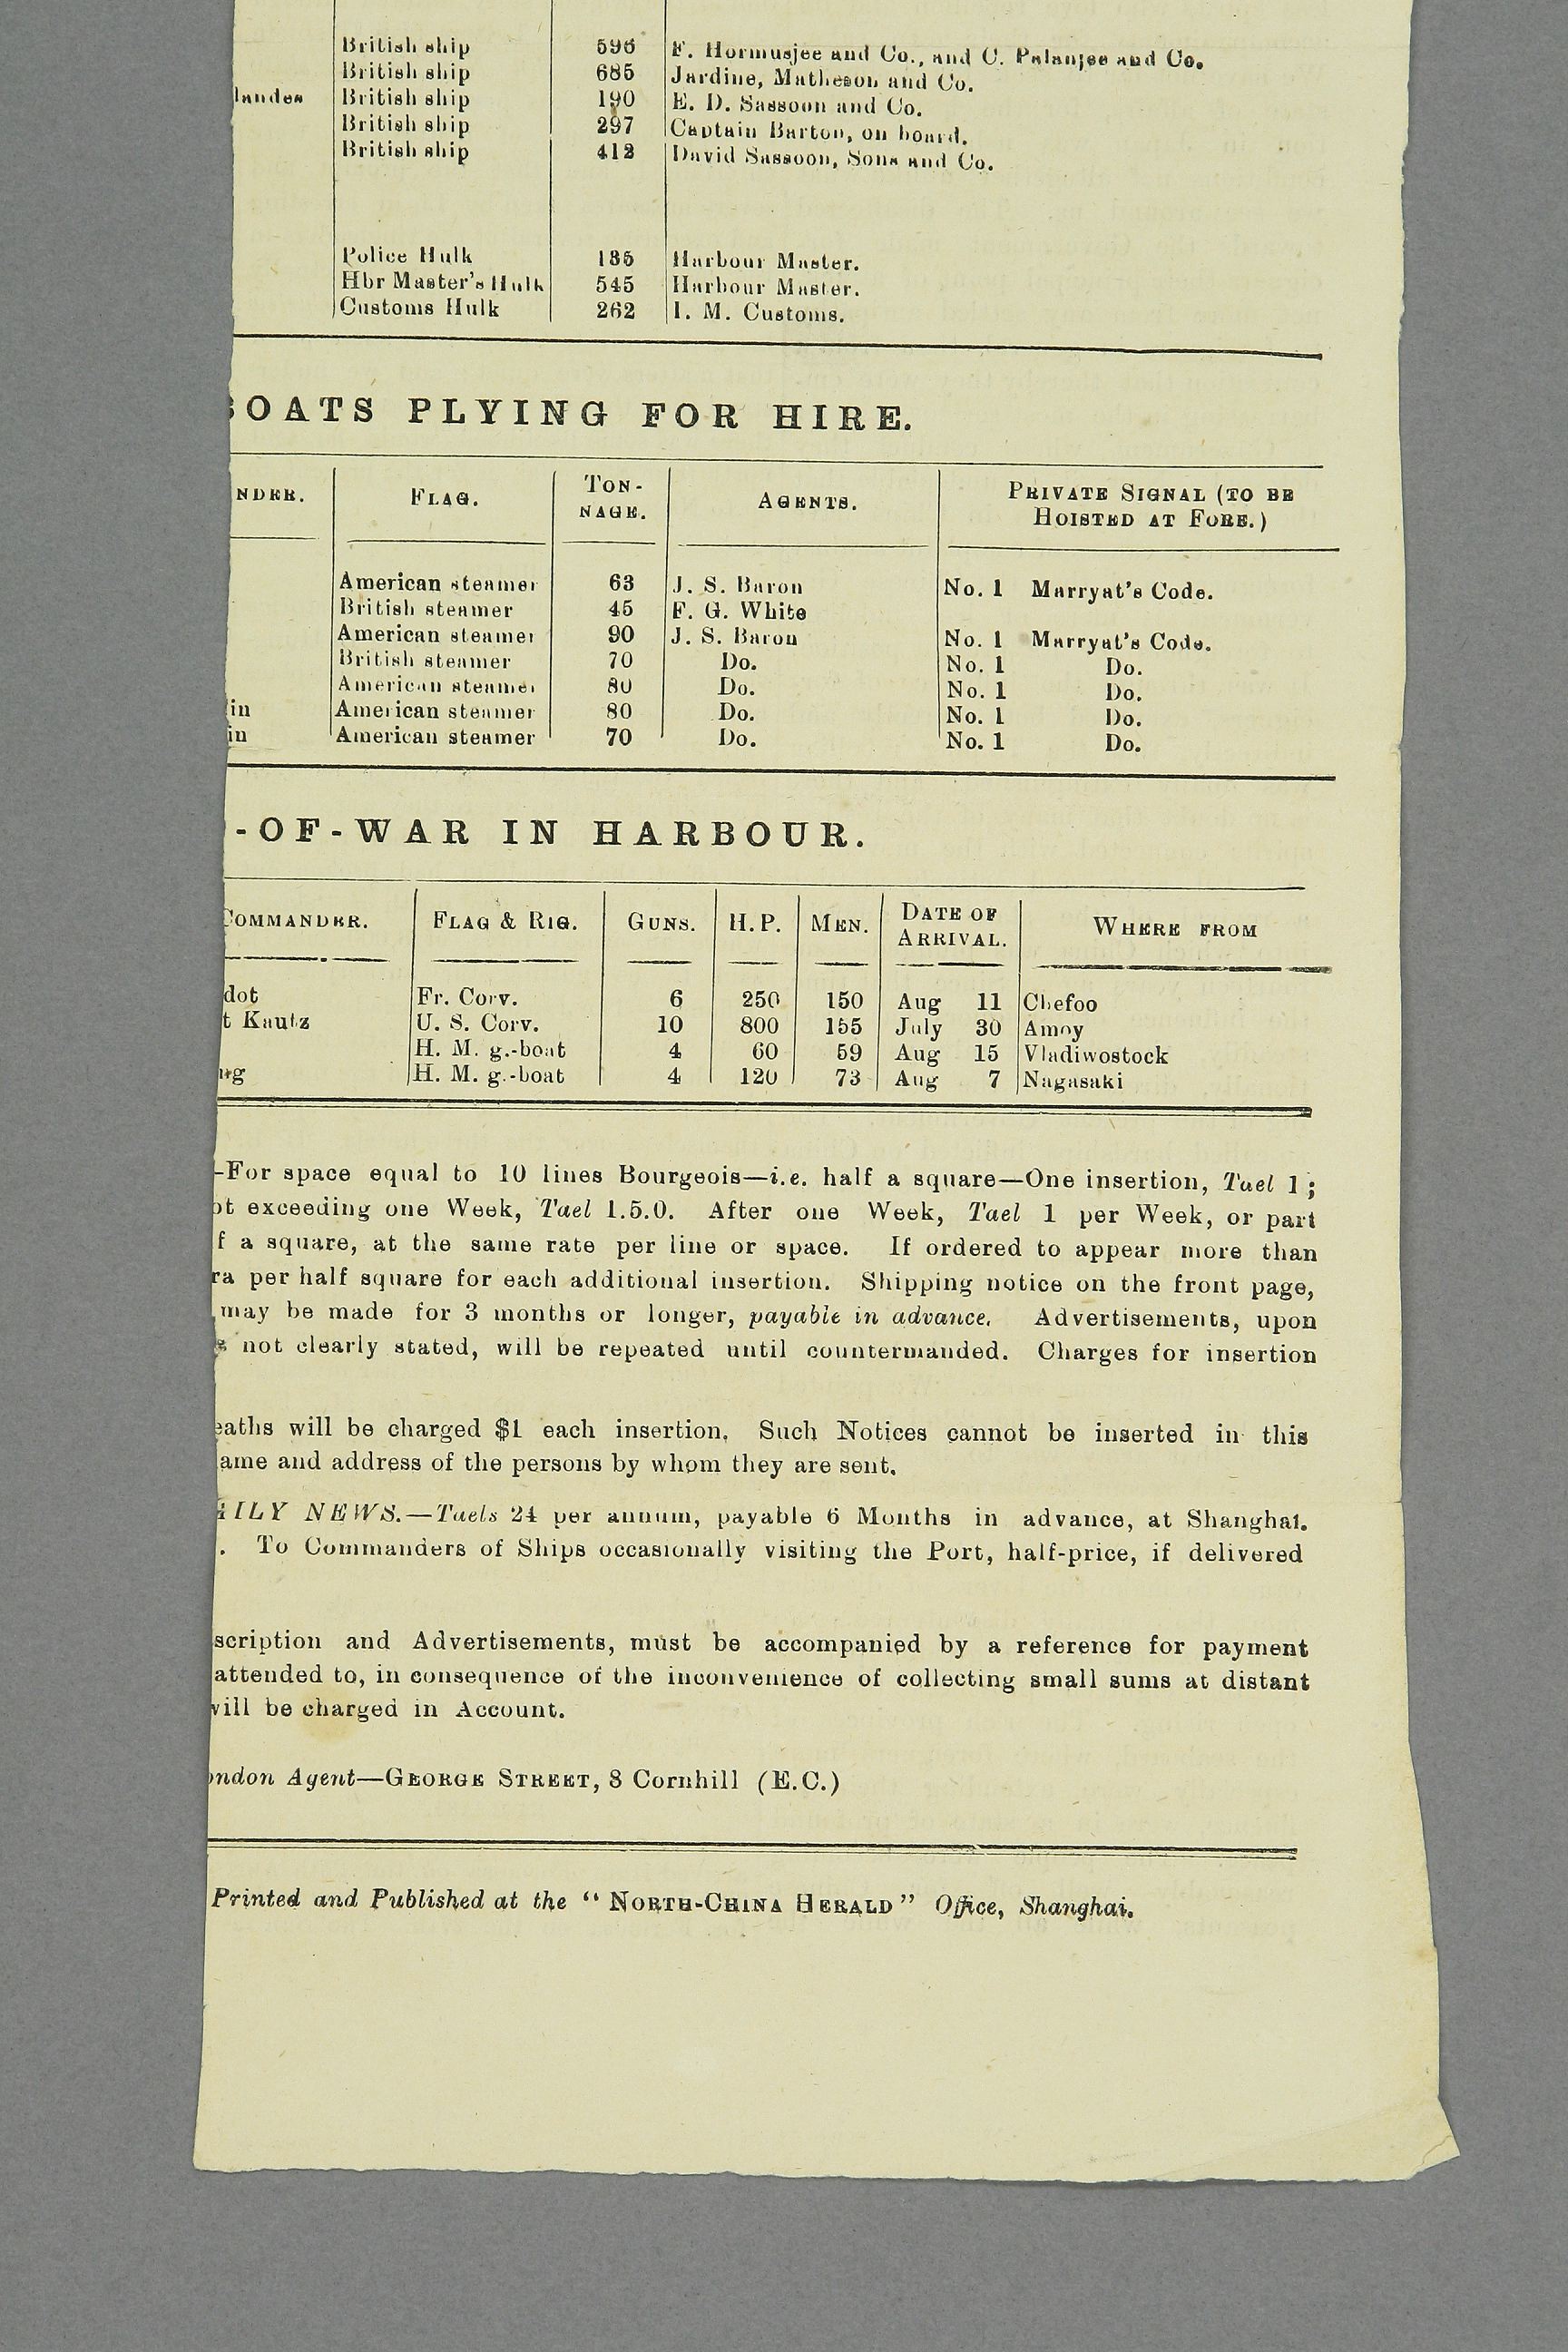 British ship 596 F. Hormusjee and Co., and C. Palanjee and Co.
British ship 685 Jardine, Matheson and Co.
landes British ship 190 E. D. Sassoon and Co.
British ship 297 Captain Barton, on board.
British ship 412 David Sassoon, Sons and Co.
Police Hulk 135 Harbour Master.
Hbr Master's Hulk 545 Harbour Master.
Customs Hulk 262 I. M. Customs.
BOATS PLYING FOR HIRE.
NDER. FLAG. TON-NAGE. AGENTS. PRIVATE SIGNAL (TO BE HOISTED AT FORE.)
American steamer 63 J. S. Baron No. 1 Marryat's Code.
British steamer 45 F. G. White
American steamer 90 J. S. Baron No. 1 Marryat's Code.
British steamer 70 Do. No. 1 Do.
American steamer 80 Do. No. 1 Do.
in American steamer 80 Do. No. 1 Do.
in American steamer 70 Do. No. 1 Do.
-OF-WAR IN HARBOUR.
COMMANDER. FLAG & RIG. GUNS. H.P. MEN. DATE OF ARRIVAL. WHERE FROM
dot Fr. Corv. 6 250 150 Aug 11 Chefoo
t Kautz U. S. Corv. 10 800 155 July 30 Amoy
H. M. g.-boat 4 60 59 Aug 15 Vladiwostock
H. M. g.-boat 4 120 73 Aug 7 Nagasaki
—For space equal to 10 lines Bourgeois—i.e. half a square—One insertion, Tael 1;
ot exceeding one Week, Tael 1.5.0. After one Week, Tael 1 per Week, or part
f a square, at the same rate per line or space. If ordered to appear more than
ra per half square for each additional insertion. Shipping notice on the front page,
may be made for 3 months or longer, payable in advance. Advertisements, upon
not clearly stated, will be repeated until countermanded. Charges for insertion
eaths will be charged $1 each insertion. Such Notices cannot be inserted in this
ame and address of the persons by whom they are sent.
AILY NEWS.—Taels 24 per annum, payable 6 Months in advance, at Shanghai.
. To Commanders of Ships occasionally visiting the Port, half-price, if delivered
scription and Advertisements, must be accompanied by a reference for payment
attended to, in consequence of the inconvenience of collecting small sums at distant
will be charged in Account.
ondon Agent—GEORGE STREET, 8 Cornhill (E.C.)
Printed and Published at the "NORTH-CHINA HERALD" Office, Shanghai.